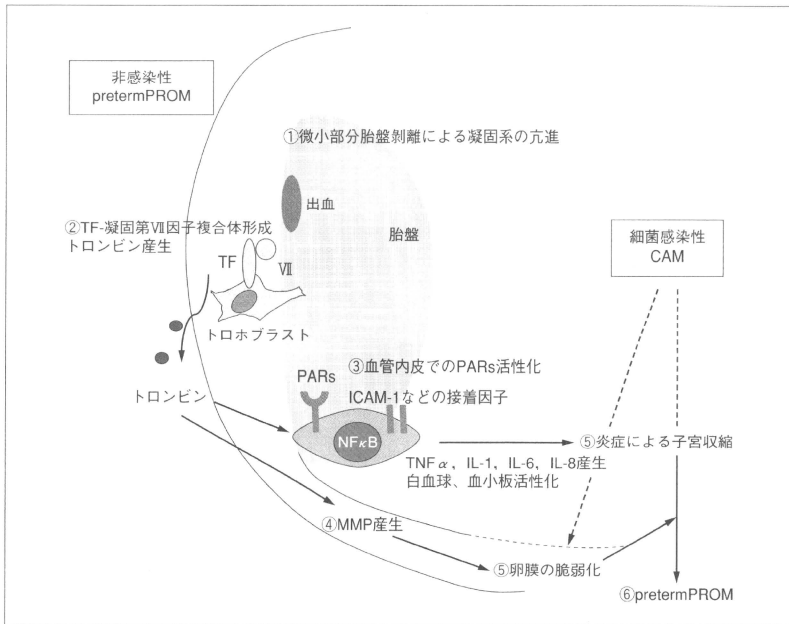 非感染性
pretermPROM
①微小部分胎盤剝離による凝固系の亢進
出血
胎盤
②TF-凝固第Ⅶ因子複合体形成
トロンビン産生
TF
Ⅶ
トロホブラスト
細菌感染性
CAM
③血管内皮でのPARs活性化
PARs
ICAM-1などの接着因子
トロンビン
NFκB
⑤炎症による子宮収縮
TNFα，IL-1，IL-6，IL-8産生
白血球、血小板活性化
④MMP産生
⑤卵膜の脆弱化
⑥pretermPROM